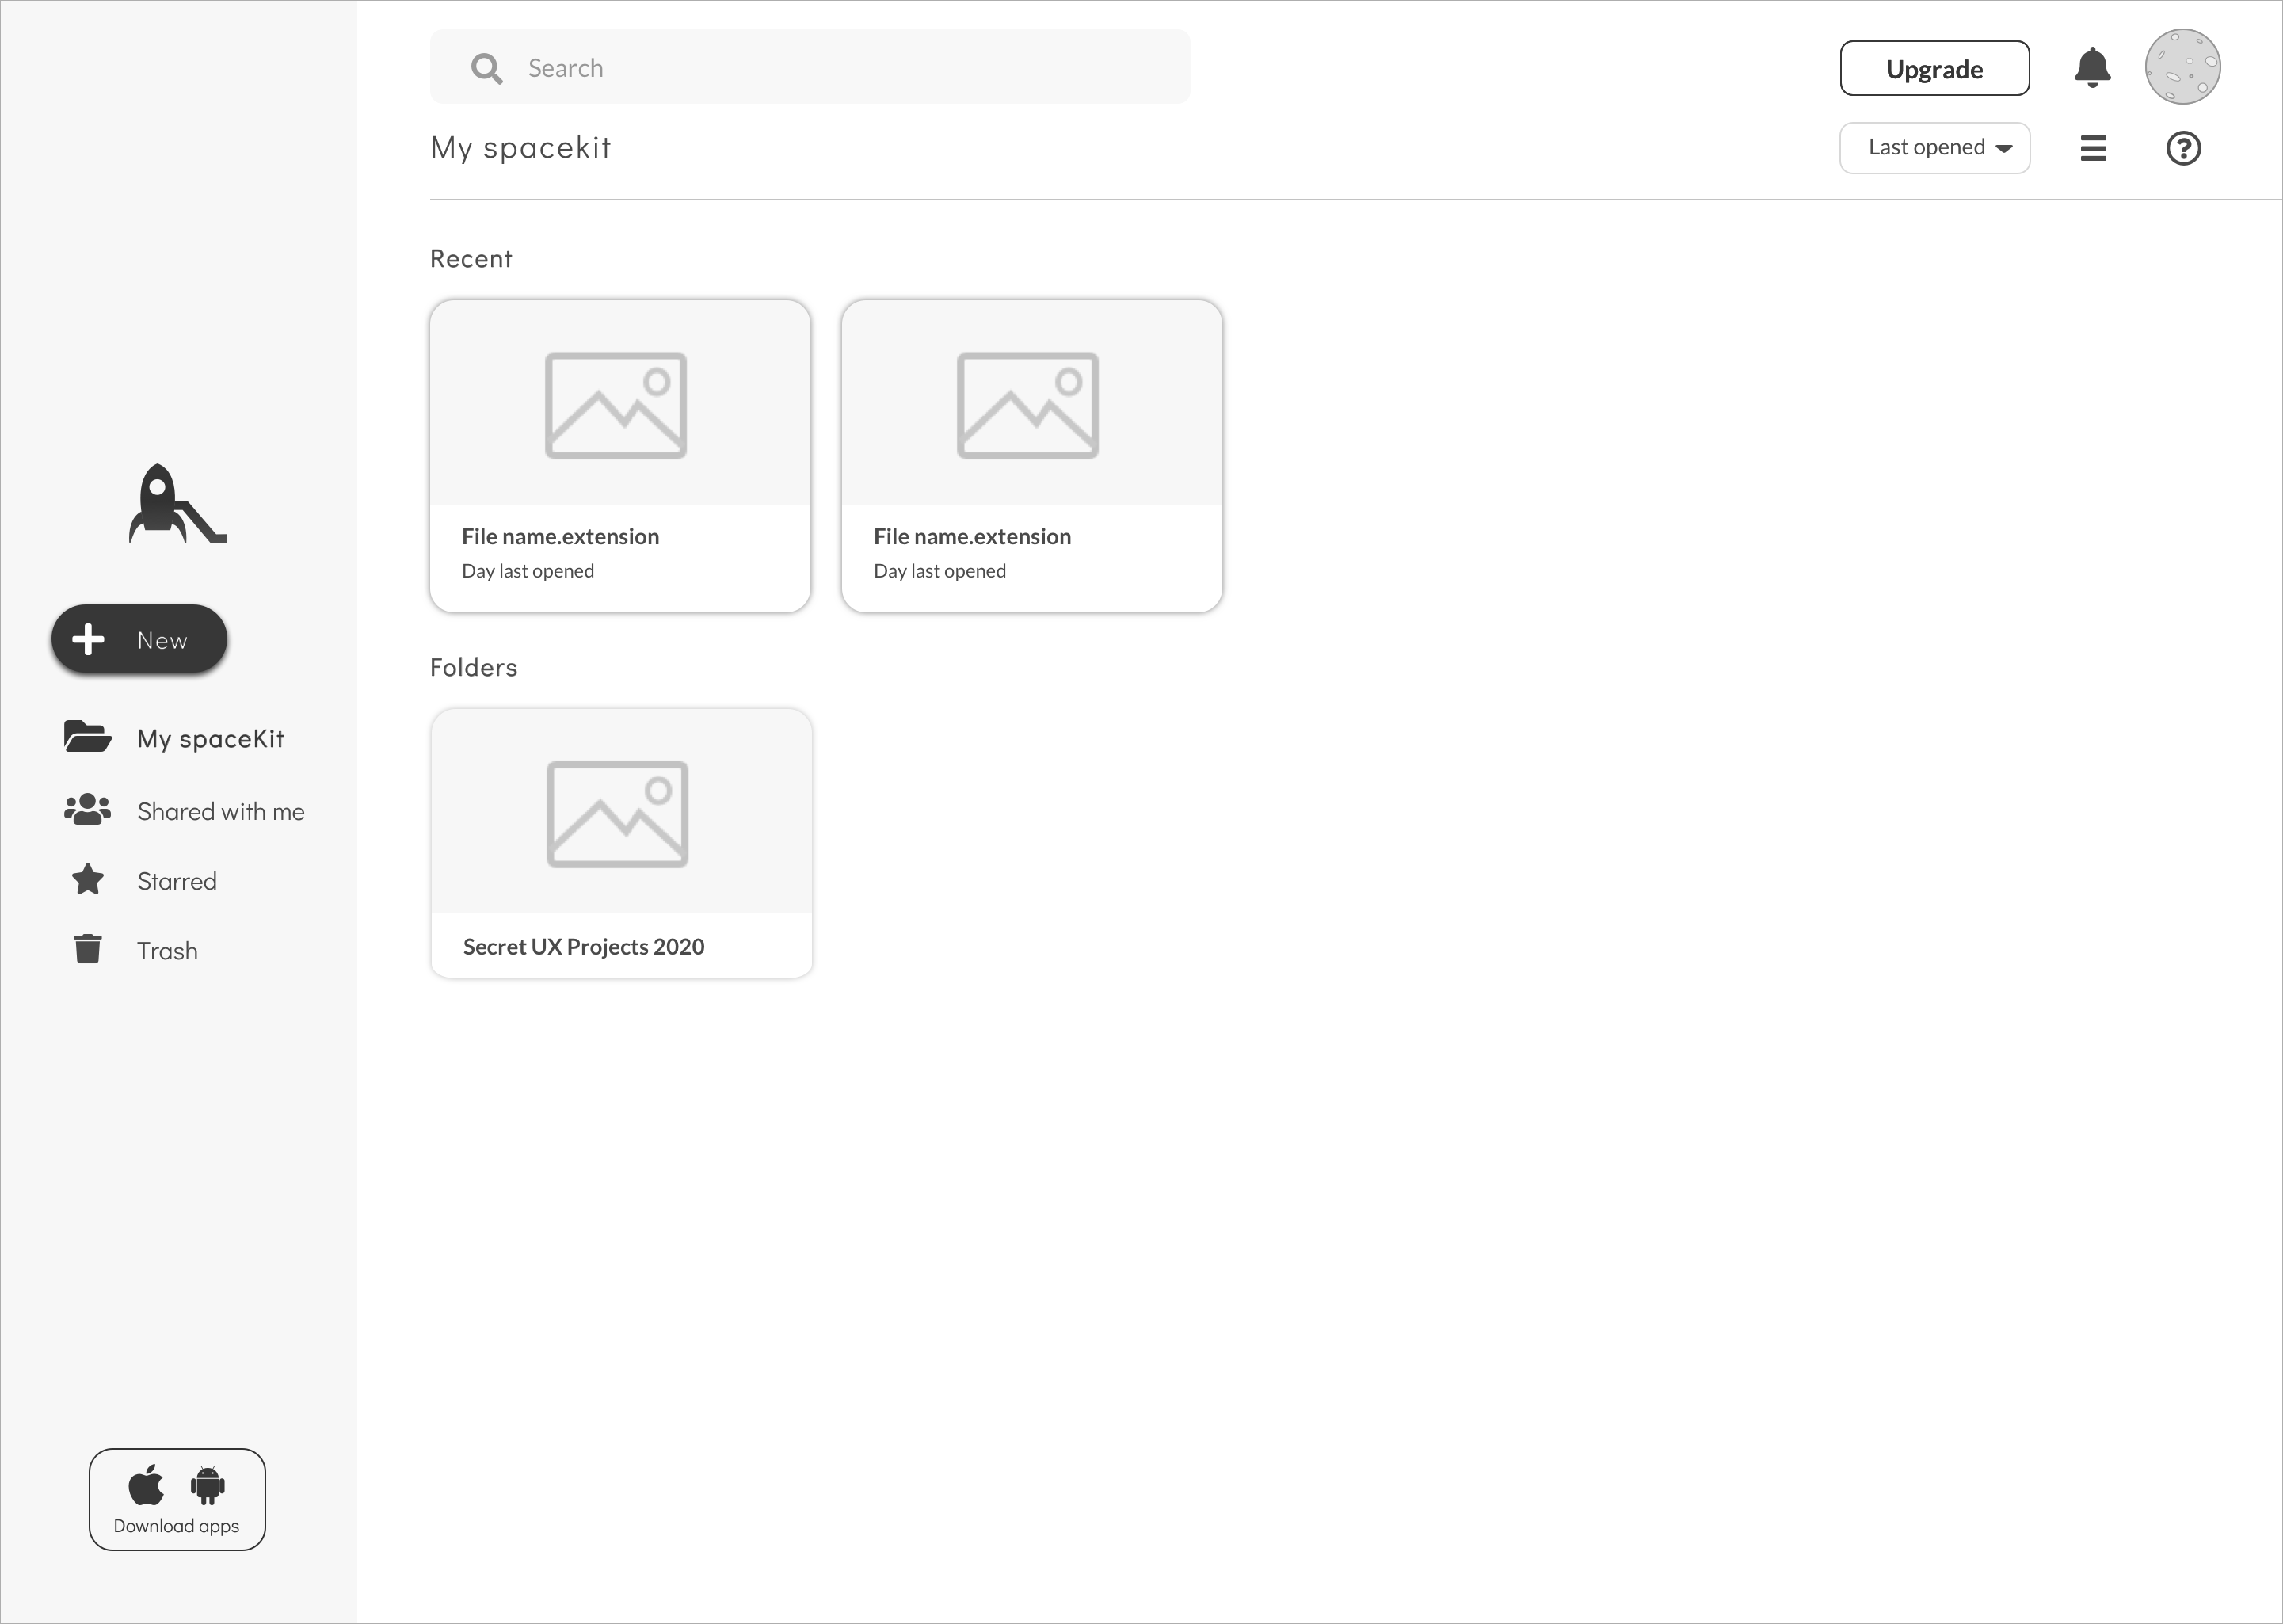 Search
Upgrade
My spacekit
Last opened
Recent
File name.extension
Day last opened
File name.extension
Day last opened
Folders
Secret UX Projects 2020
New
My spaceKit
Shared with me
Starred
Trash
Download apps